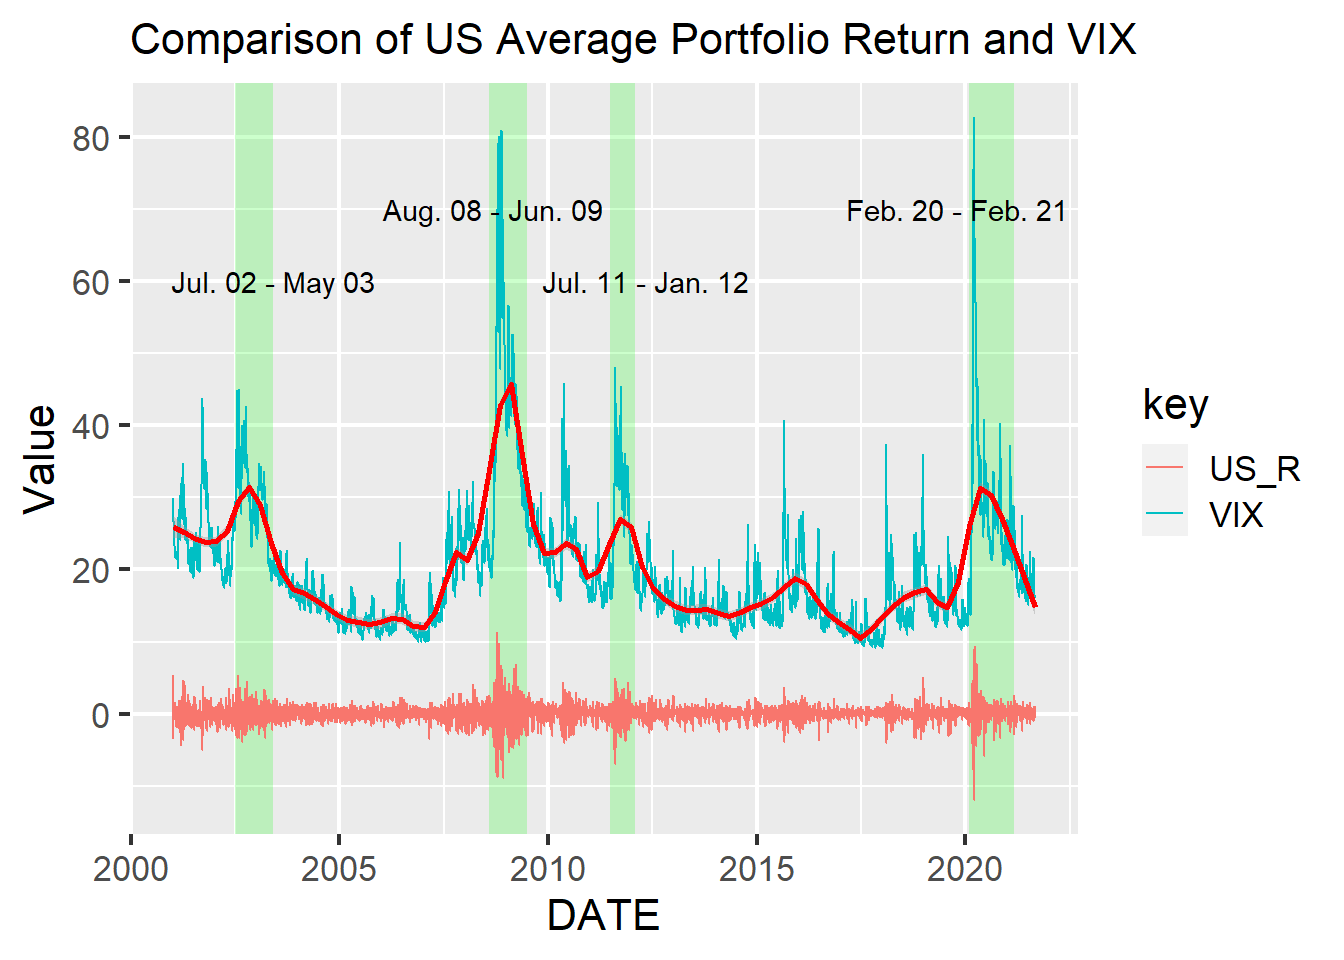 Comparison of US Average Portfolio Return and VIX
80
Aug. 08 - Jun. 09
Feb. 20 - Feb. 21
60
Jul. 02 - May 03
Jul. 11 - Jan. 12
40
20
0
Value
2000
2005
2010
2015
2020
DATE
key
US_R
VIX